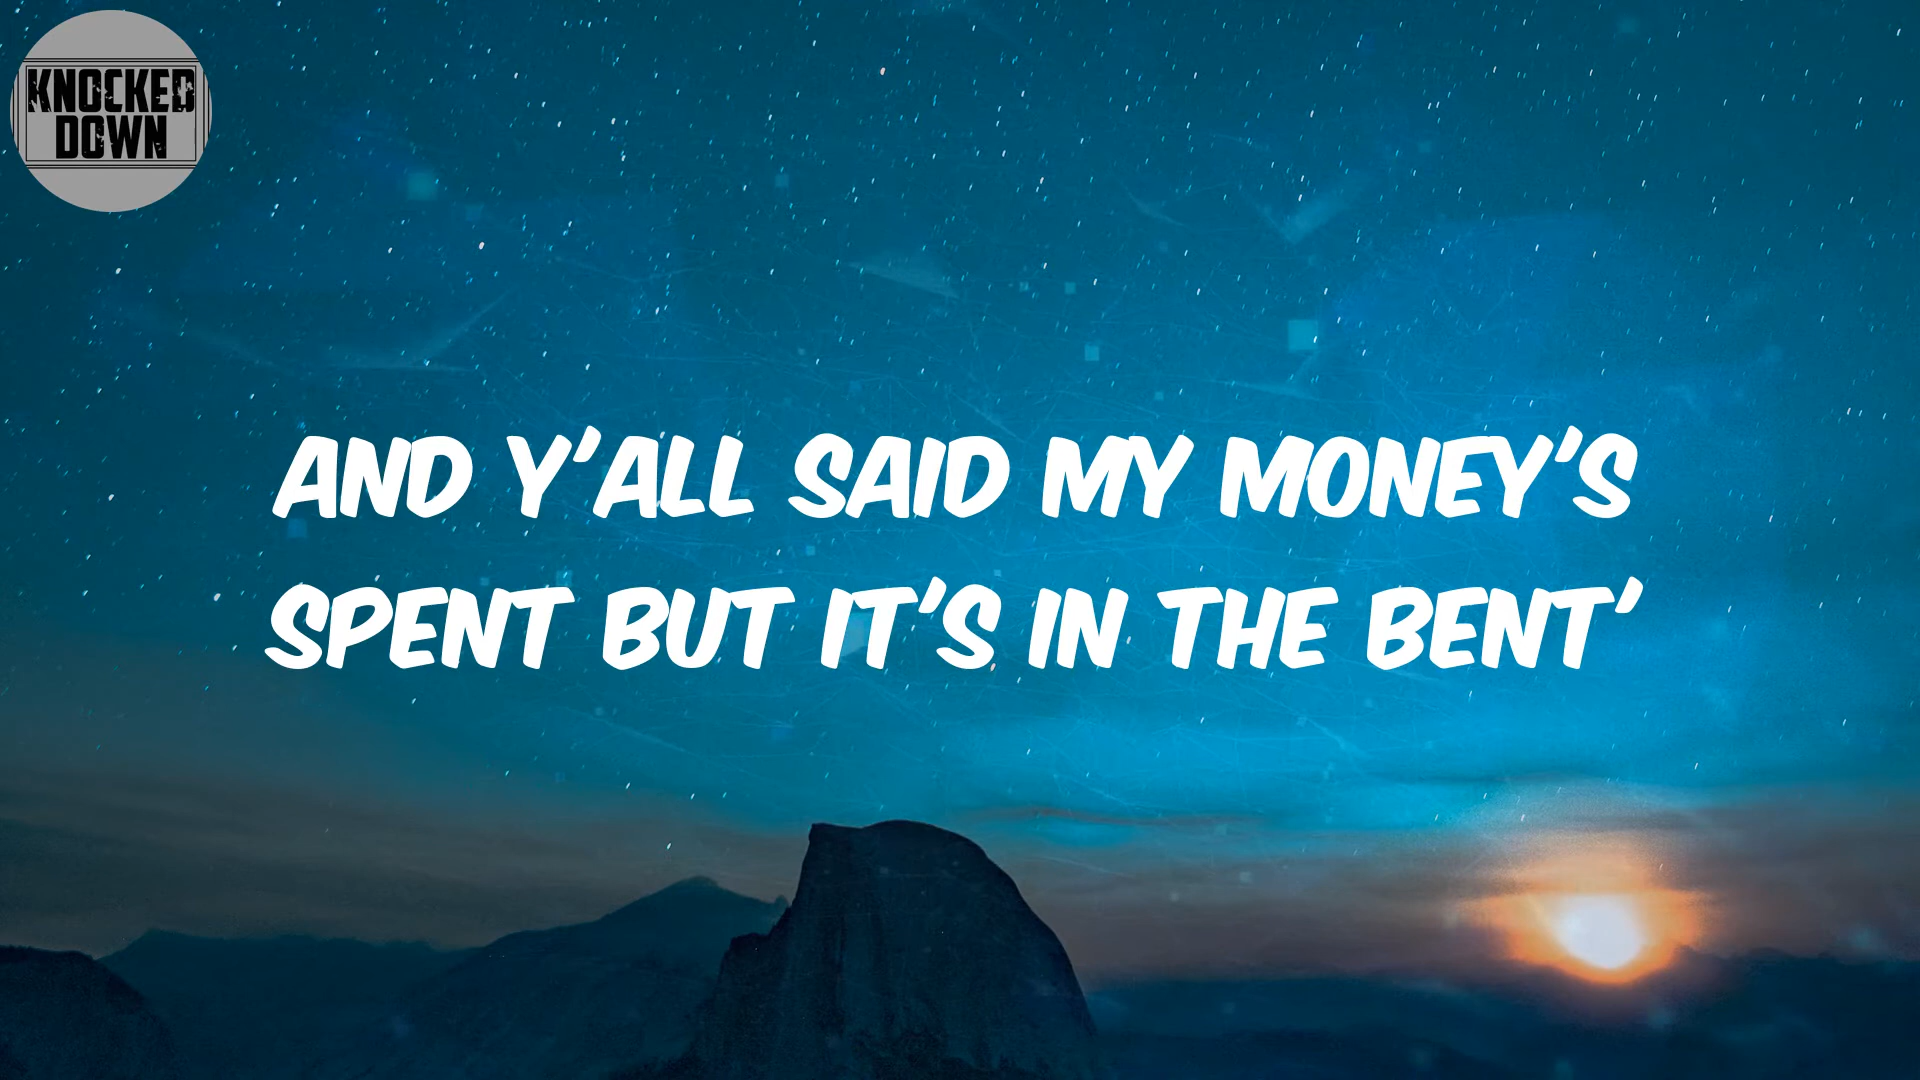 KNOCKED
DOWN
AND Y'ALL SAID MY MONEY'S
SPENT BUT IT'S IN THE BENT'